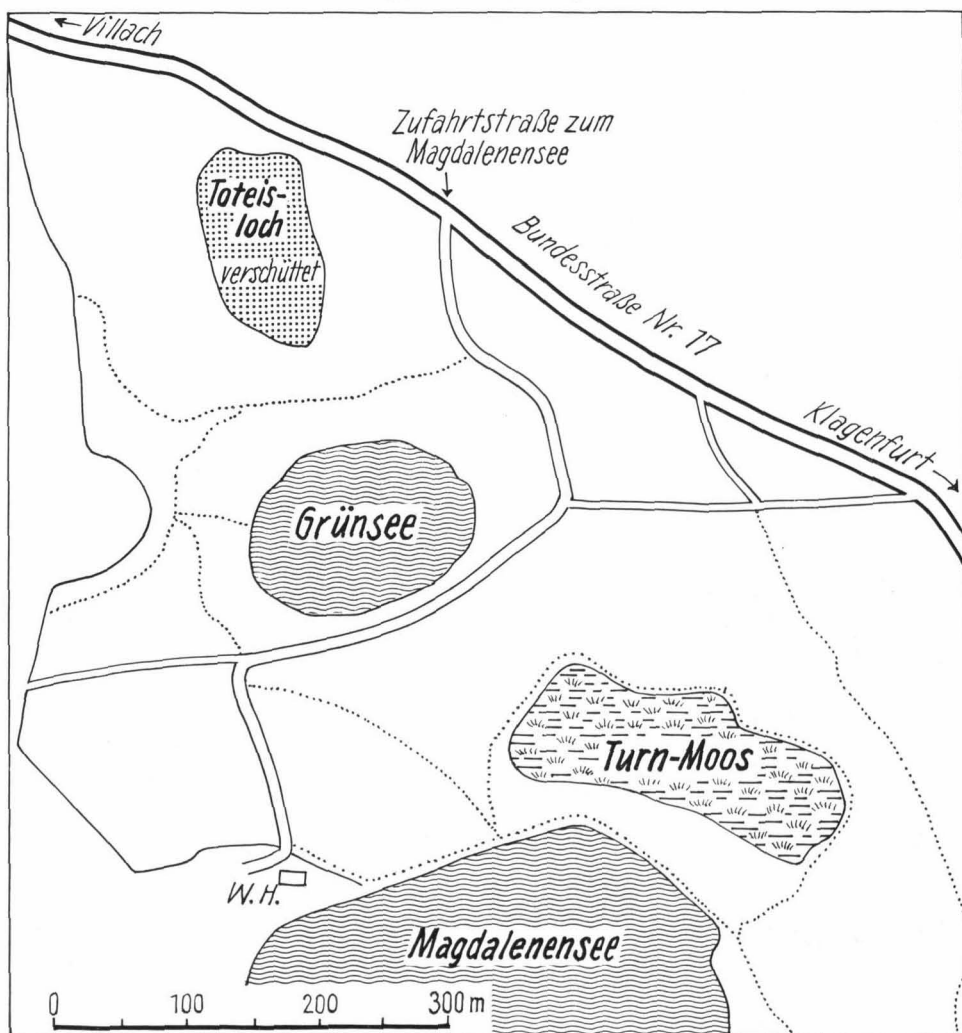 ← Villach
Zufahrtstraße zum
Magdalenensee
Toteis-
loch
verschüttet
Bundesstraße Nr. 17
Klagenfurt
Grünsee
Turn-Moos
W.H.
Magdalenensee
0 100 200 300 m